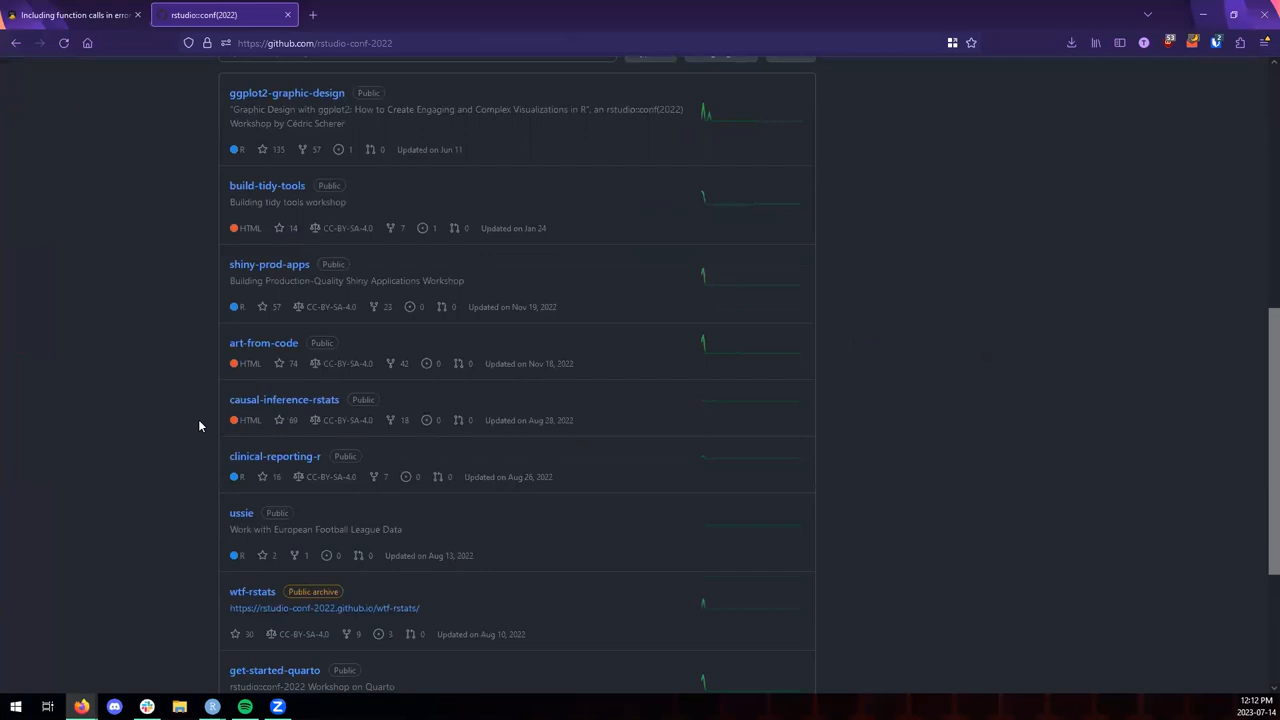 Including function calls in error
rstudio::conf(2022)
https://github.com/rstudio-conf-2022
53
ggplot2-graphic-design Public
"Graphic Design with ggplot2: How to Create Engaging and Complex Visualizations in R", an rstudio::conf(2022)
Workshop by Cédric Scherer
R 135 57 1 0 Updated on Jun 11
build-tidy-tools Public
Building tidy tools workshop
HTML 14 CC-BY-SA-4.0 7 1 0 Updated on Jan 24
shiny-prod-apps Public
Building Production-Quality Shiny Applications Workshop
R 57 CC-BY-SA-4.0 23 0 0 Updated on Nov 19, 2022
art-from-code Public
HTML 74 CC-BY-SA-4.0 42 0 0 Updated on Nov 18, 2022
causal-inference-rstats Public
HTML 69 CC-BY-SA-4.0 18 0 0 Updated on Aug 28, 2022
clinical-reporting-r Public
R 16 CC-BY-SA-4.0 7 0 0 Updated on Aug 26, 2022
ussie Public
Work with European Football League Data
R 2 1 0 0 Updated on Aug 13, 2022
wtf-rstats Public archive
https://rstudio-conf-2022.github.io/wtf-rstats/
30 CC-BY-SA-4.0 9 3 0 Updated on Aug 10, 2022
get-started-quarto Public
rstudio::conf-2022 Workshop on Quarto
12:12 PM
2023-07-14